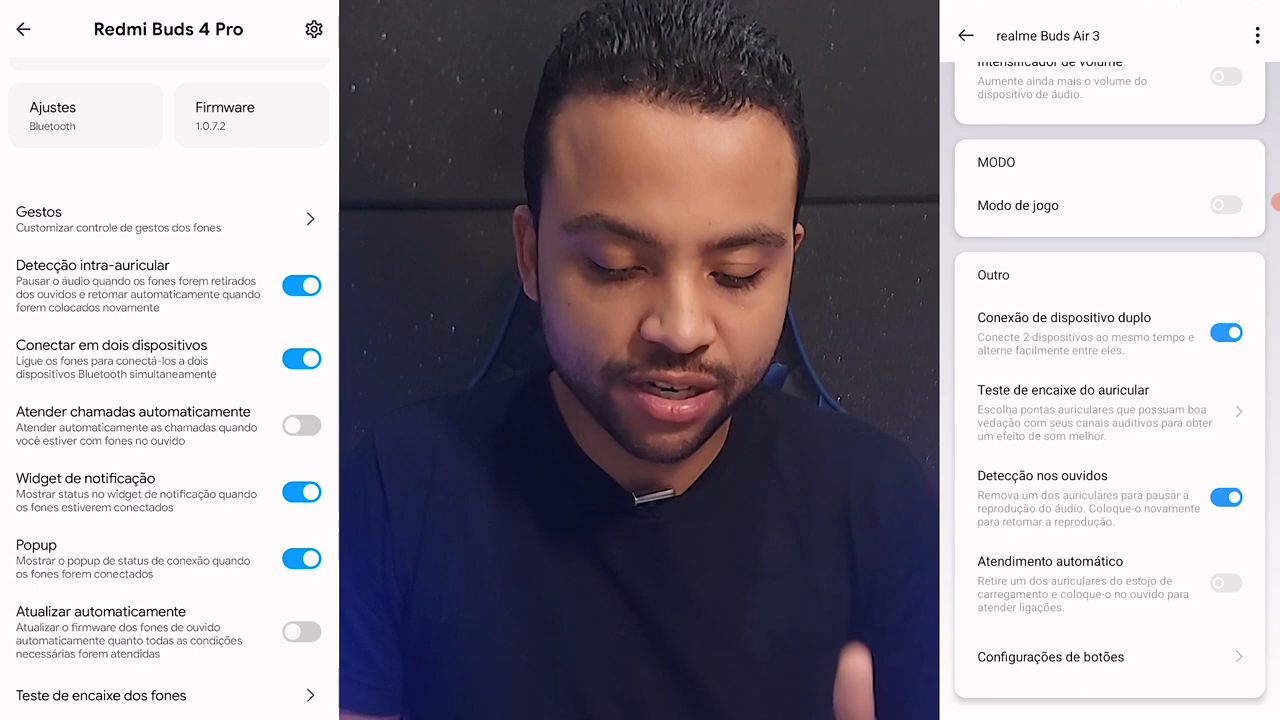 Redmi Buds 4 Pro
Ajustes
Bluetooth
Firmware
1.0.7.2
Gestos
Customizar controle de gestos dos fones
Detecção intra-auricular
Pausar o áudio quando os fones forem retirados
dos ouvidos e retomar automaticamente quando
forem colocados novamente
Conectar em dois dispositivos
Ligue os fones para conectá-los a dois
dispositivos Bluetooth simultaneamente
Atender chamadas automaticamente
Atender automaticamente as chamadas quando
você estiver com fones no ouvido
Widget de notificação
Mostrar status no widget de notificação quando
os fones estiverem conectados
Popup
Mostrar o popup de status de conexão quando
os fones forem conectados
Atualizar automaticamente
Atualizar o firmware dos fones de ouvido
automaticamente quanto todas as condições
necessárias forem atendidas
Teste de encaixe dos fones
realme Buds Air 3
Intensificador de volume
Aumente ainda mais o volume do
dispositivo de áudio.
MODO
Modo de jogo
Outro
Conexão de dispositivo duplo
Conecte 2 dispositivos ao mesmo tempo e
alterne facilmente entre eles.
Teste de encaixe do auricular
Escolha pontas auriculares que possuam boa
vedação com seus canais auditivos para obter
um efeito de som melhor.
Detecção nos ouvidos
Remova um dos auriculares para pausar a
reprodução do áudio. Coloque-o novamente
para retomar a reprodução.
Atendimento automático
Retire um dos auriculares do estojo de
carregamento e coloque-o no ouvido para
atender ligações.
Configurações de botões